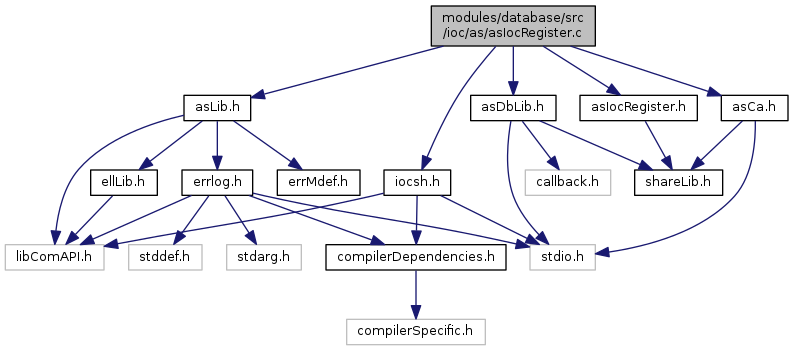 modules/database/src
/ioc/as/asIocRegister.c
asLib.h
asDbLib.h
asIocRegister.h
asCa.h
ellLib.h
errlog.h
errMdef.h
iocsh.h
callback.h
shareLib.h
libComAPI.h
stddef.h
stdarg.h
compilerDependencies.h
stdio.h
compilerSpecific.h